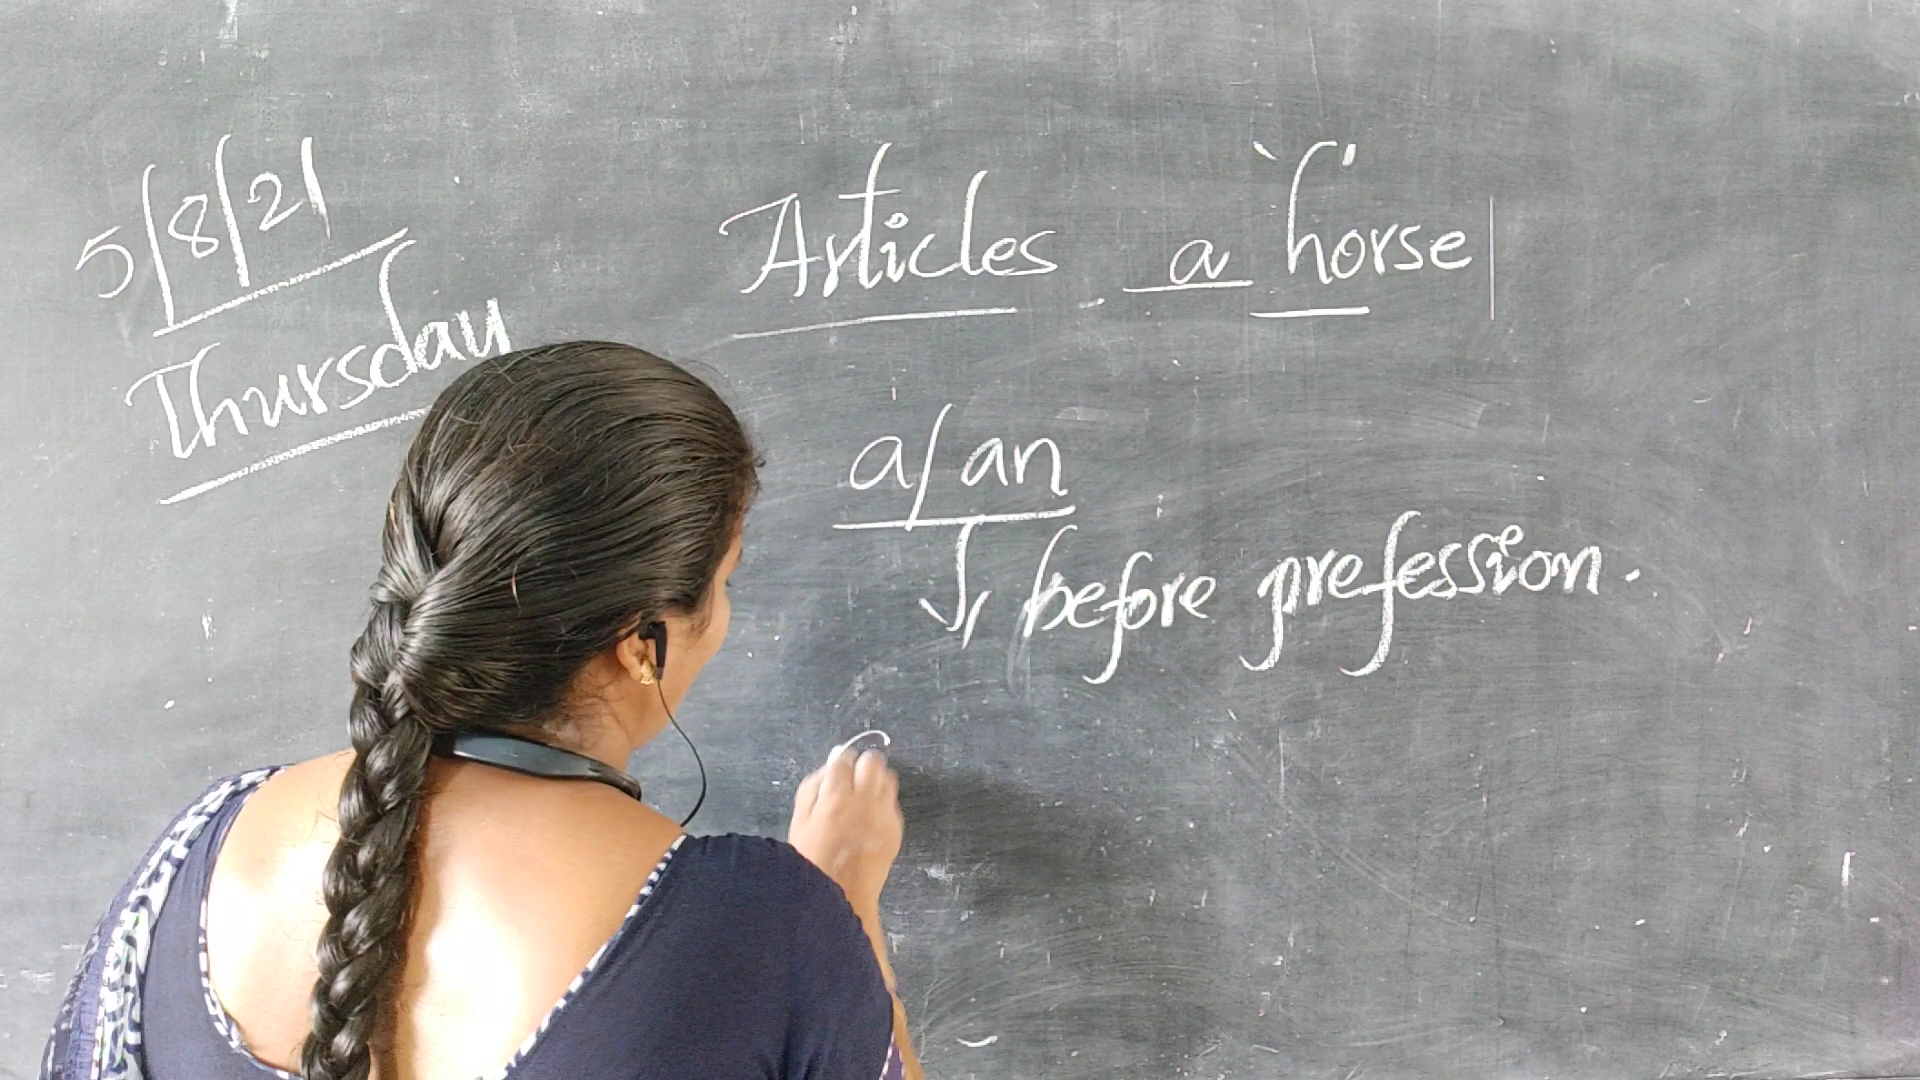 5/8/21
Thursday
Articles a 'horse
a/an
before prefession.